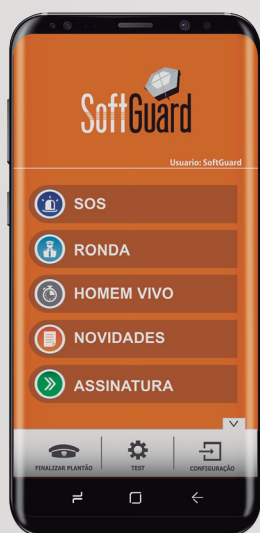 SoftGuard
Usuario: SoftGuard
SOS
RONDA
HOMEM VIVO
NOVIDADES
ASSINATURA
FINALIZAR PLANTÃO
TEST
CONFIGURAÇÃO